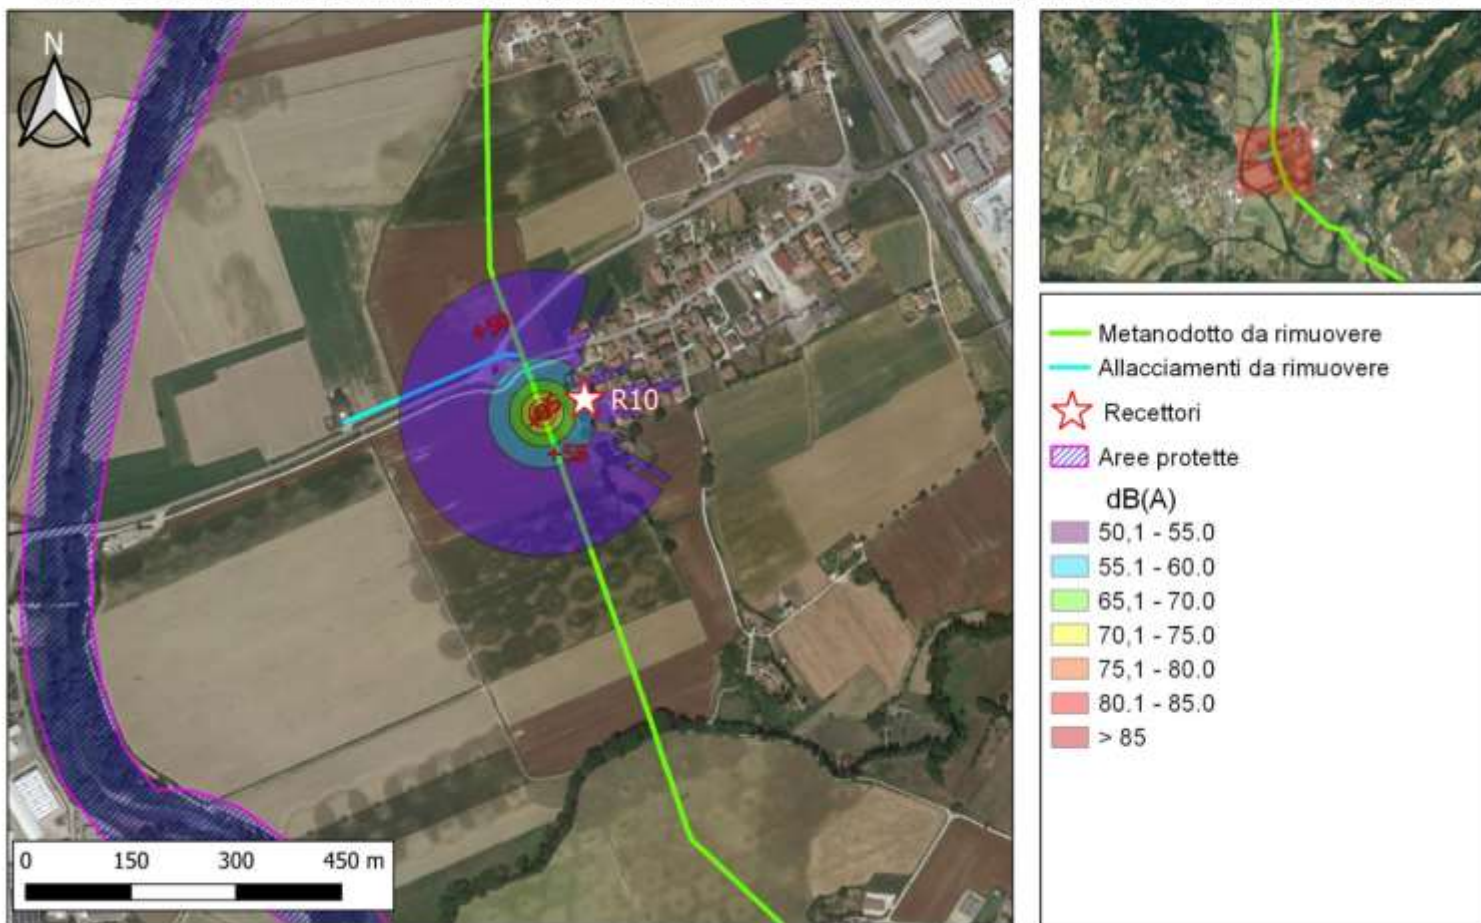 N
R10
0 150 300 450 m
Metanodotto da rimuovere
Allacciamenti da rimuovere
Recettori
Aree protette
dB(A)
50,1 - 55.0
55.1 - 60.0
65,1 - 70.0
70,1 - 75.0
75,1 - 80.0
80.1 - 85.0
> 85